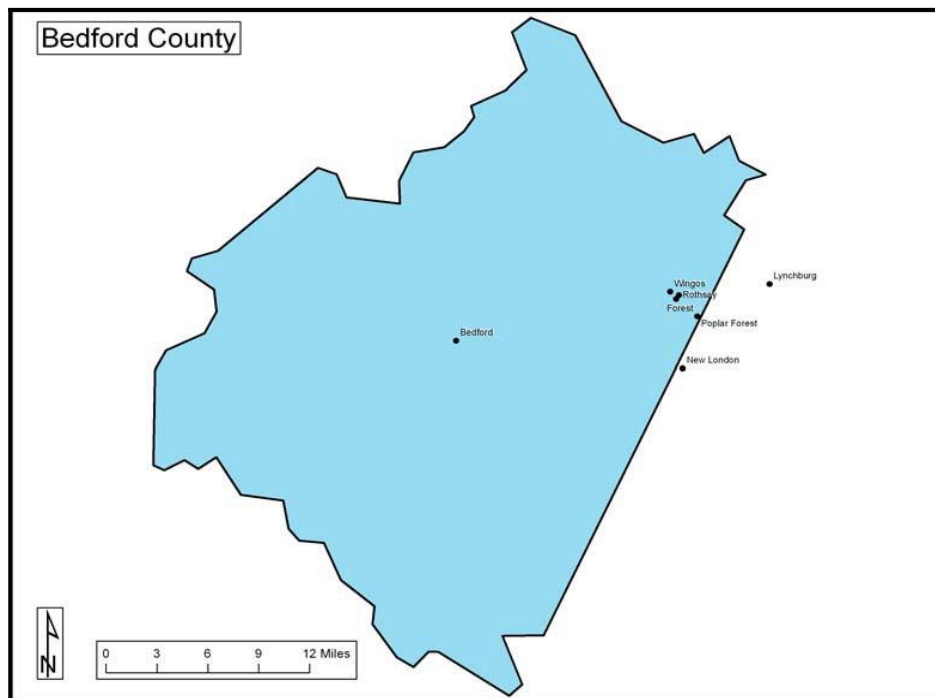 Bedford County
Lynchburg
Wingos
Rothsay
Forest
Poplar Forest
Bedford
New London
N
0 3 6 9 12 Miles